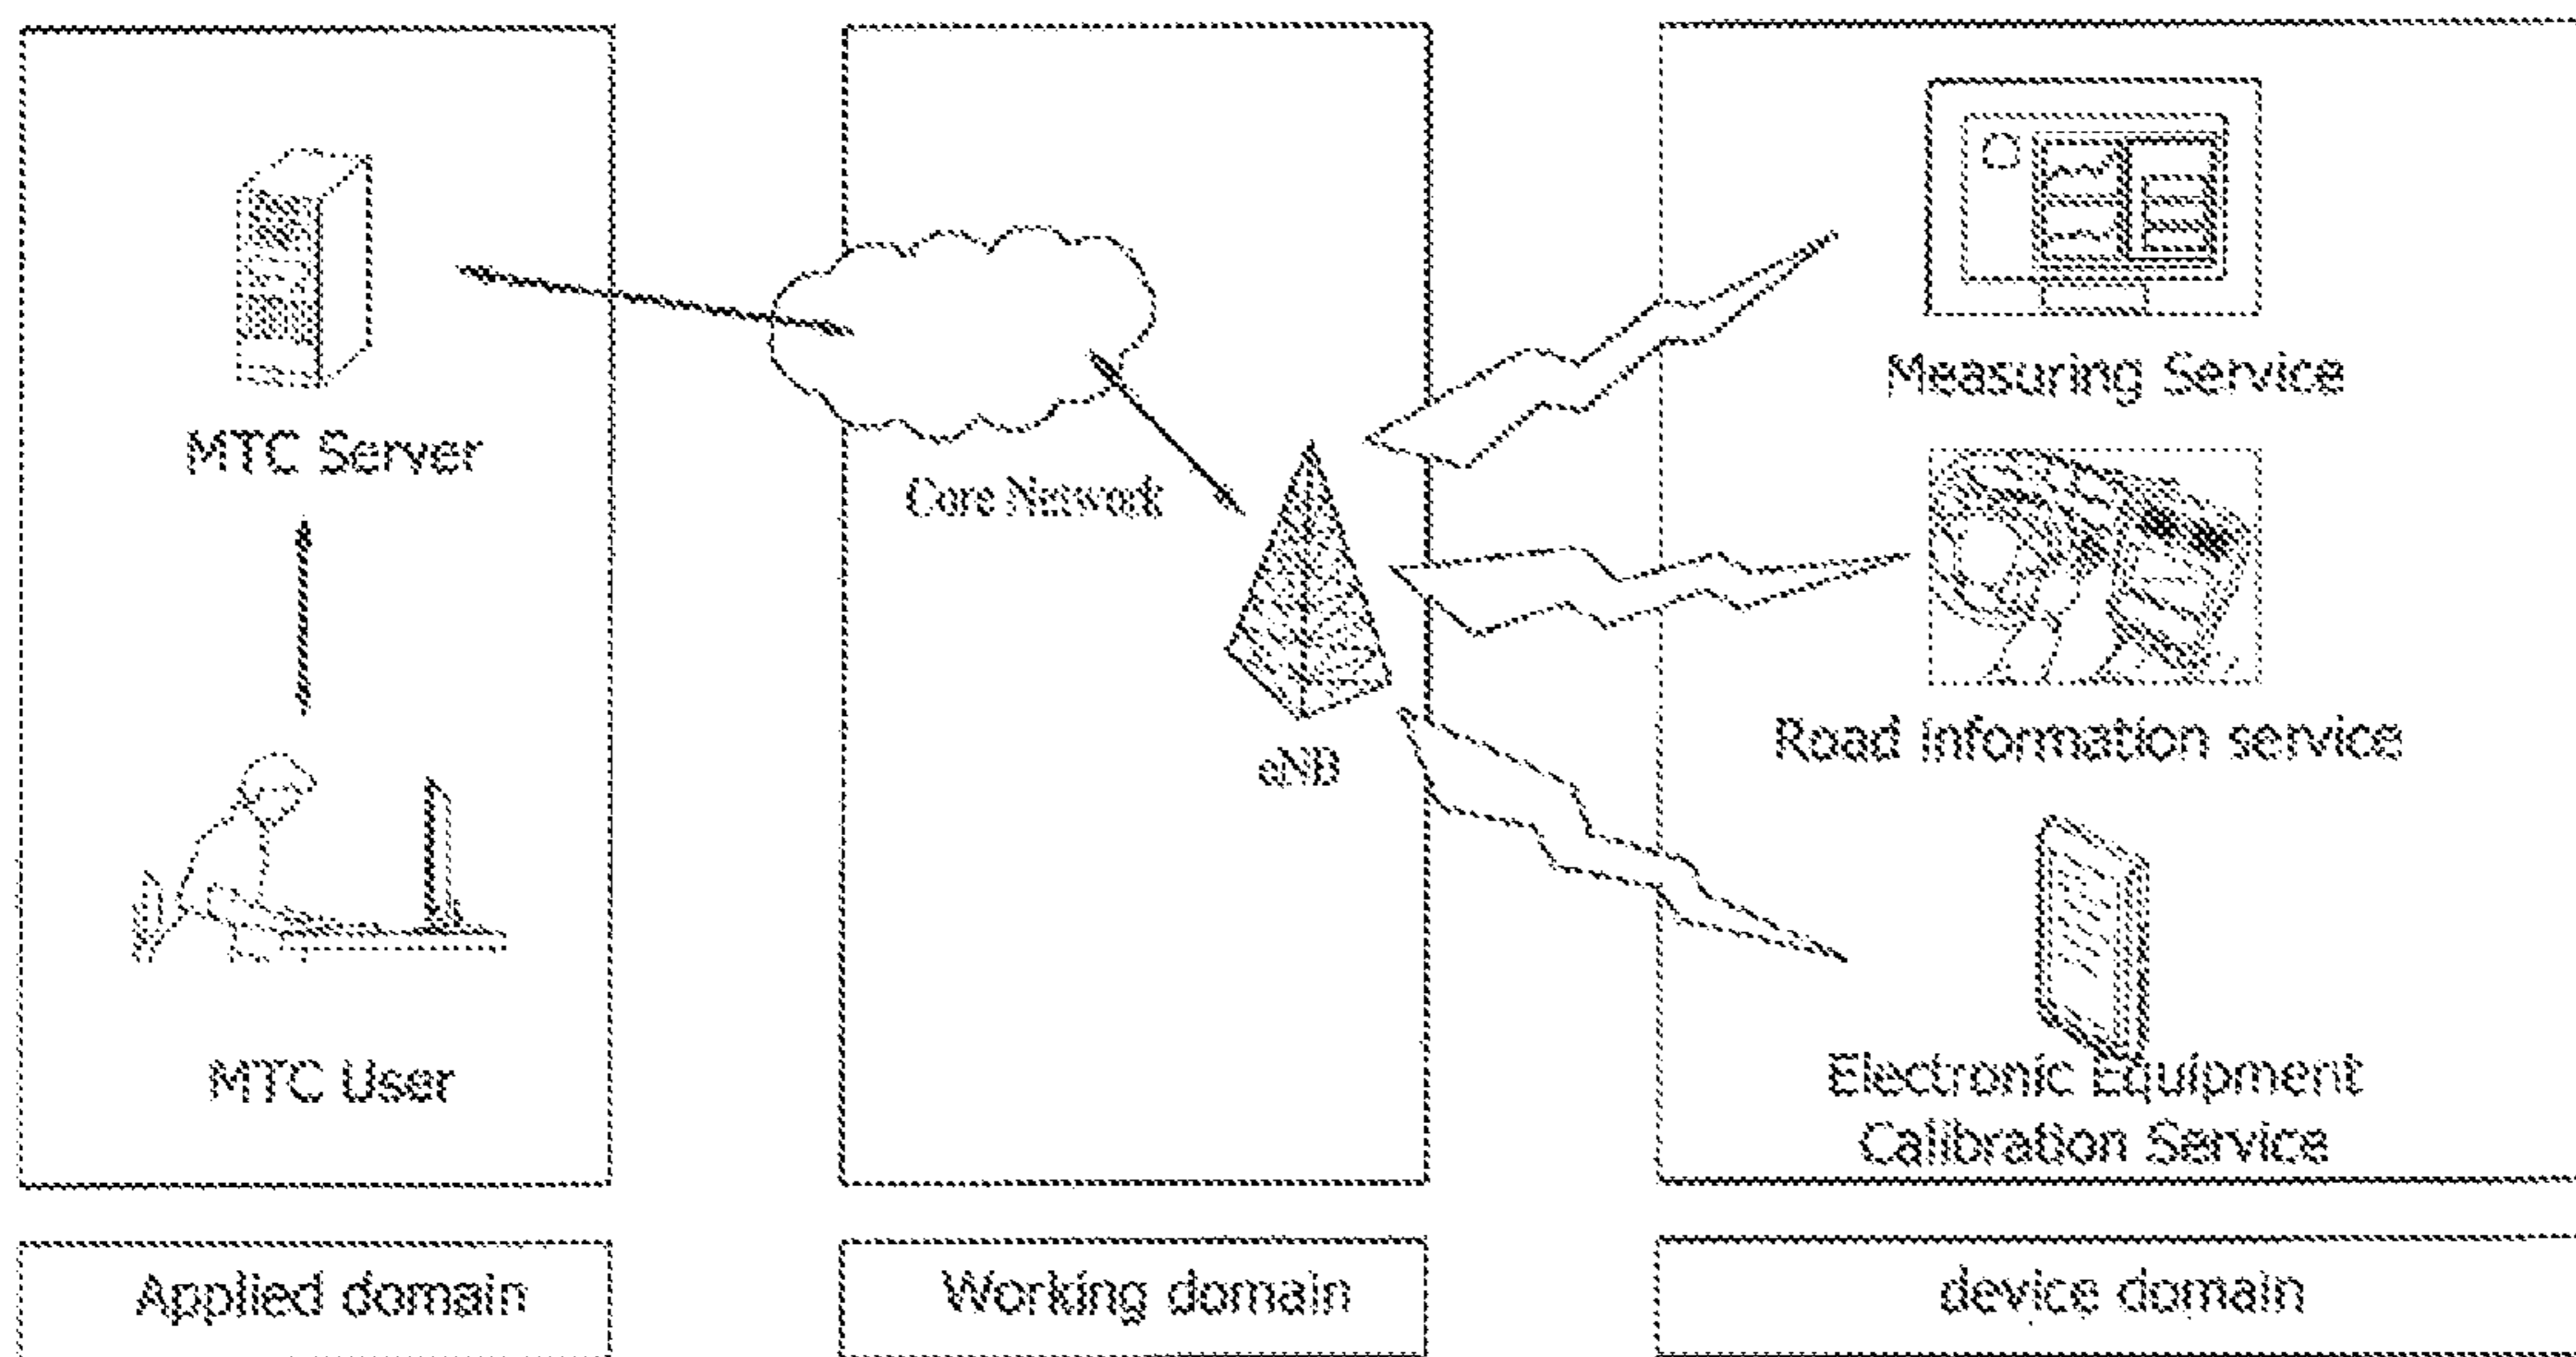 MTC Server
MTC User
Applied domain
Core Network
eNB
Working domain
Measuring Service
Road information service
Electronic Equipment
Calibration Service
device domain